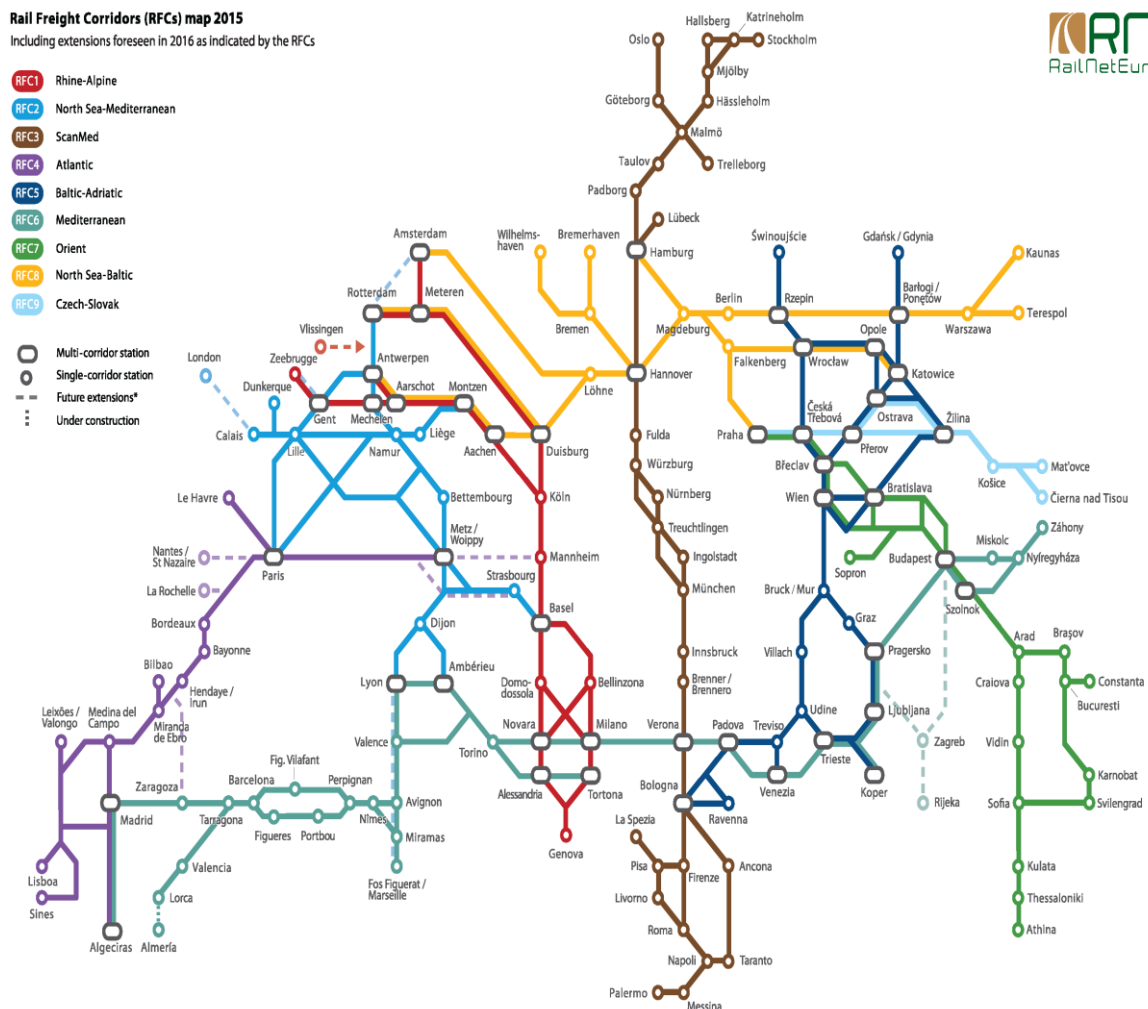 Rail Freight Corridors (RFCs) map 2015
Including extensions foreseen in 2016 as indicated by the RFCs
RFC1 Rhine-Alpine
RFC2 North Sea-Mediterranean
RFC3 ScanMed
RFC4 Atlantic
RFC5 Baltic-Adriatic
RFC6 Mediterranean
RFC7 Orient
RFC8 North Sea-Baltic
RFC9 Czech-Slovak
Multi-corridor station
Single-corridor station
Future extensions*
Under construction
RailNetEur
Hallsberg
Katrineholm
Oslo
Stockholm
Mjölby
Göteborg
Hässleholm
Malmö
Taulov
Trelleborg
Padborg
Lübeck
Hamburg
Amsterdam
Wilhelms-
haven
Bremerhaven
Świnoujście
Gdańsk / Gdynia
Kaunas
Rotterdam
Meteren
Bremen
Magdeburg
Berlin
Rzepin
Barłogi /
Ponętów
Warszawa
Terespol
Vlissingen
London
Zeebrugge
Antwerpen
Dunkerque
Aarschot
Montzen
Löhne
Hannover
Falkenberg
Wrocław
Opole
Katowice
Calais
Lille
Gent
Mechelen
Namur
Liège
Aachen
Duisburg
Fulda
Praha
Česká
Třebová
Ostrava
Přerov
Žilina
Würzburg
Břeclav
Košice
Mat'ovce
Le Havre
Bettembourg
Köln
Nürnberg
Wien
Bratislava
Čierna nad Tisou
Treuchtlingen
Záhony
Nantes /
St Nazaire
Paris
Metz /
Woippy
Mannheim
Ingolstadt
Sopron
Budapest
Miskolc
Nyíregyháza
La Rochelle
Strasbourg
München
Bruck / Mur
Szolnok
Bordeaux
Dijon
Basel
Graz
Bayonne
Innsbruck
Villach
Pragersko
Arad
Braşov
Bilbao
Hendaye /
Irun
Lyon
Ambérieu
Domo-
dossola
Bellinzona
Brenner /
Brennero
Craiova
Constanta
Bucuresti
Leixões /
Valongo
Medina del
Campo
Miranda
de Ebro
Valence
Torino
Novara
Milano
Verona
Padova
Treviso
Udine
Ljubljana
Zagreb
Vidin
Trieste
Fig. Vilafant
Zaragoza
Barcelona
Perpignan
Alessandria
Tortona
Bologna
Venezia
Koper
Karnobat
Madrid
Tarragona
Figueres
Portbou
Nîmes
Avignon
Ravenna
Rijeka
Sofia
Svilengrad
Miramas
Genova
La Spezia
Lisboa
Valencia
Fos Figuerat /
Marseille
Pisa
Firenze
Ancona
Kulata
Sines
Lorca
Livorno
Thessaloniki
Algeciras
Almería
Roma
Athina
Napoli
Taranto
Palermo
Messina